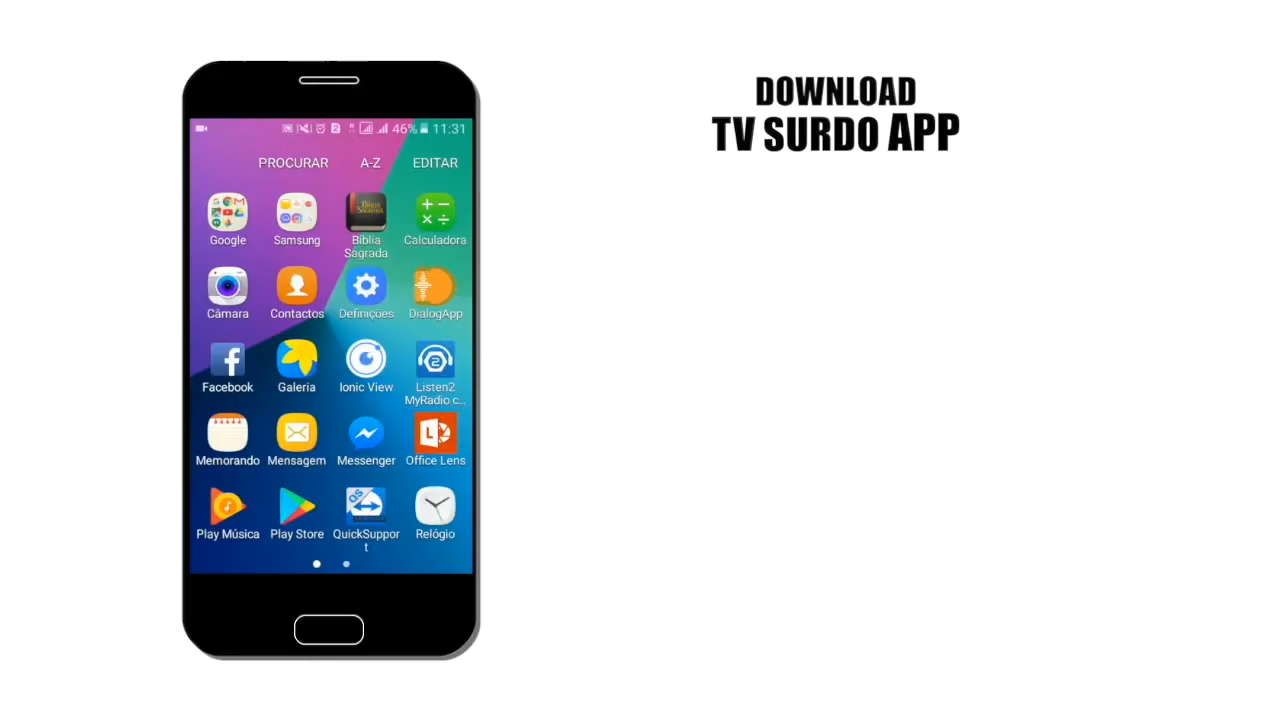 46% 11:31
PROCURAR A-Z EDITAR
Google Samsung Bíblia Sagrada Calculadora
Câmara Contactos Definições DialogApp
Facebook Galeria Ionic View Listen2 MyRadio c...
Memorando Mensagem Messenger Office Lens
Play Música Play Store QuickSupport Relógio
DOWNLOAD
TV SURDO APP